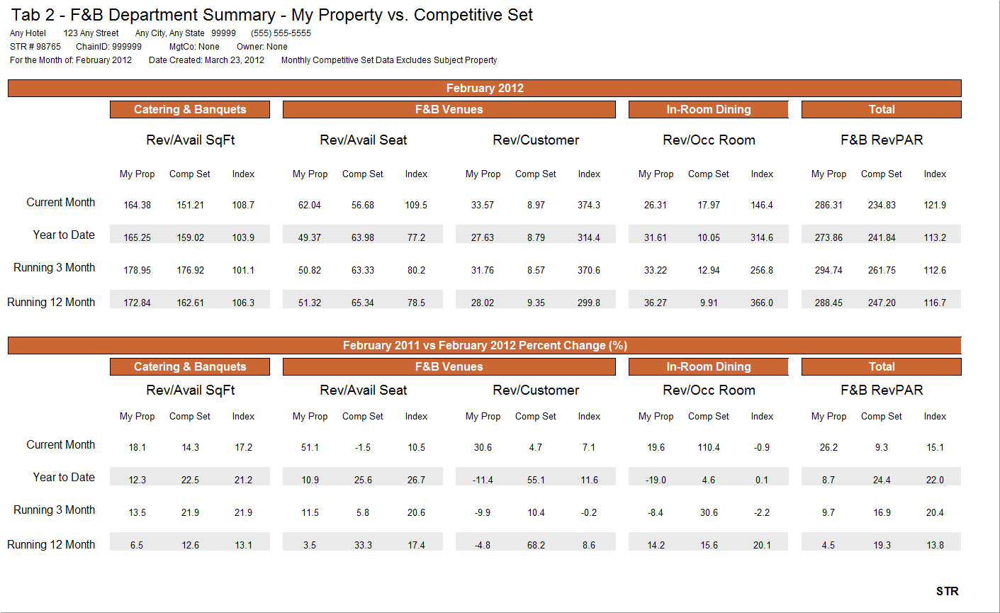 Tab 2 - F&B Department Summary - My Property vs. Competitive Set
Any Hotel 123 Any Street Any City, Any State 99999 (555) 555-5555
STR # 98765 ChainID: 999999 MgtCo: None Owner: None
For the Month of: February 2012 Date Created: March 23, 2012 Monthly Competitive Set Data Excludes Subject Property
February 2012
Catering & Banquets F&B Venues In-Room Dining Total
Rev/Avail SqFt Rev/Avail Seat Rev/Customer Rev/Occ Room F&B RevPAR
My Prop Comp Set Index My Prop Comp Set Index My Prop Comp Set Index My Prop Comp Set Index My Prop Comp Set Index
Current Month 164.38 151.21 108.7 62.04 56.68 109.5 33.57 8.97 374.3 26.31 17.97 146.4 286.31 234.83 121.9
Year to Date 165.25 159.02 103.9 49.37 63.98 77.2 27.63 8.79 314.4 31.61 10.05 314.6 273.86 241.84 113.2
Running 3 Month 178.95 176.92 101.1 50.82 63.33 80.2 31.76 8.57 370.6 33.22 12.94 256.8 294.74 261.75 112.6
Running 12 Month 172.84 162.61 106.3 51.32 65.34 78.5 28.02 9.35 299.8 36.27 9.91 366.0 288.45 247.20 116.7
February 2011 vs February 2012 Percent Change (%)
Catering & Banquets F&B Venues In-Room Dining Total
Rev/Avail SqFt Rev/Avail Seat Rev/Customer Rev/Occ Room F&B RevPAR
My Prop Comp Set Index My Prop Comp Set Index My Prop Comp Set Index My Prop Comp Set Index My Prop Comp Set Index
Current Month 18.1 14.3 17.2 51.1 -1.5 10.5 30.6 4.7 7.1 19.6 110.4 -0.9 26.2 9.3 15.1
Year to Date 12.3 22.5 21.2 10.9 25.6 26.7 -11.4 55.1 11.6 -19.0 4.6 0.1 8.7 24.4 22.0
Running 3 Month 13.5 21.9 21.9 11.5 5.8 20.6 -9.9 10.4 -0.2 -8.4 30.6 -2.2 9.7 16.9 20.4
Running 12 Month 6.5 12.6 13.1 3.5 33.3 17.4 -4.8 68.2 8.6 14.2 15.6 20.1 4.5 19.3 13.8
STR